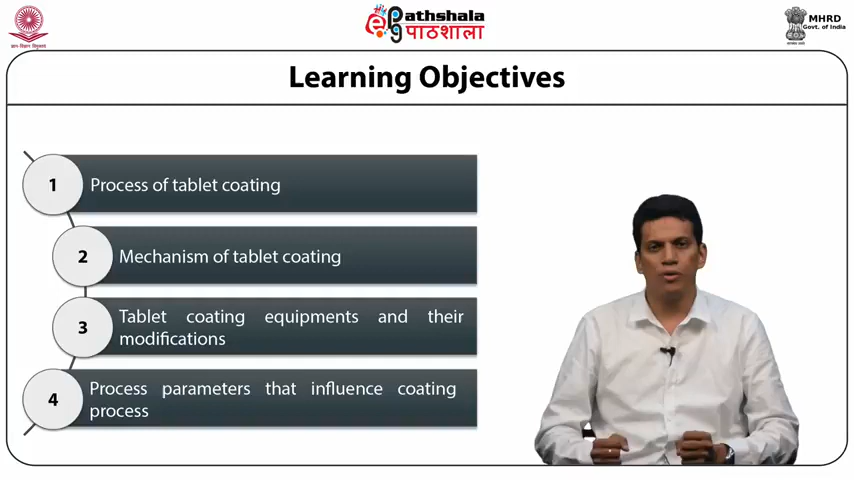 Pathshala
पाठशाला
MHRD
Govt. of India
Learning Objectives
1
Process of tablet coating
2
Mechanism of tablet coating
3
Tablet coating equipments and their
modifications
4
Process parameters that influence coating
process